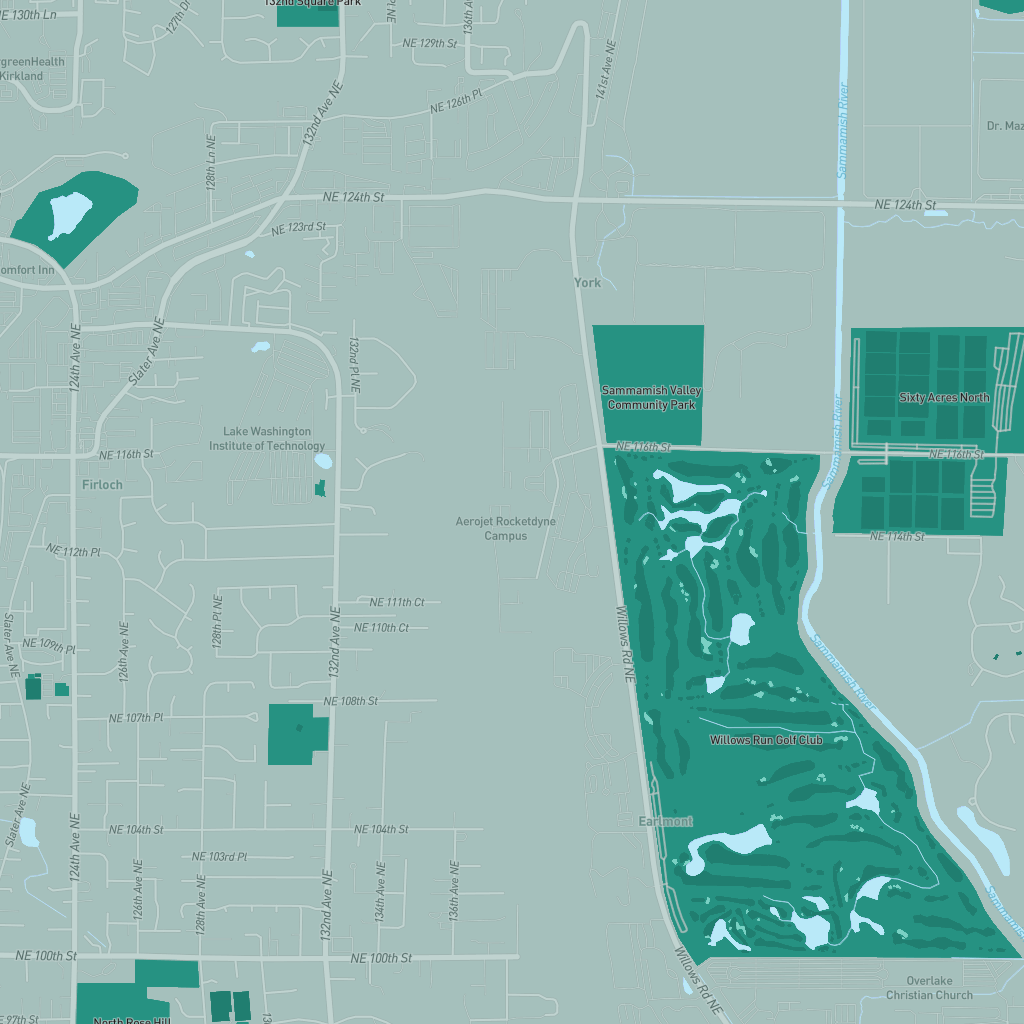 132nd Square Park
NE 130th Ln
127th Dr
NE 129th St
136th A
141st Ave NE
rgreenHealth
Kirkland
NE 126th Pl
132nd Ave NE
Sammamish River
Dr. Maz
128th Ln NE
NE 124th St
NE 124th St
NE 123rd St
omfort Inn
York
124th Ave NE
Slater Ave NE
132nd Pl NE
Sammamish Valley
Community Park
Sixty Acres North
Lake Washington
Institute of Technology
NE 116th St
NE 116th St
NE 116th St
Sammamish River
Firloch
Aerojet Rocketdyne
Campus
NE 114th St
NE 112th Pl
NE 111th Ct
NE 110th Ct
128th Pl NE
132nd Ave NE
Willows Rd NE
Slater Ave NE
NE 109th Pl
126th Ave NE
Sammamish River
NE 108th St
NE 107th Pl
Willows Run Golf Club
Slater Ave NE
Earlmont
NE 104th St
NE 104th St
NE 103rd Pl
124th Ave NE
126th Ave NE
128th Ave NE
132nd Ave NE
134th Ave NE
136th Ave NE
Sammamish
NE 100th St
NE 100th St
Willows Rd NE
Overlake
Christian Church
North Rose Hill
NE 97th St